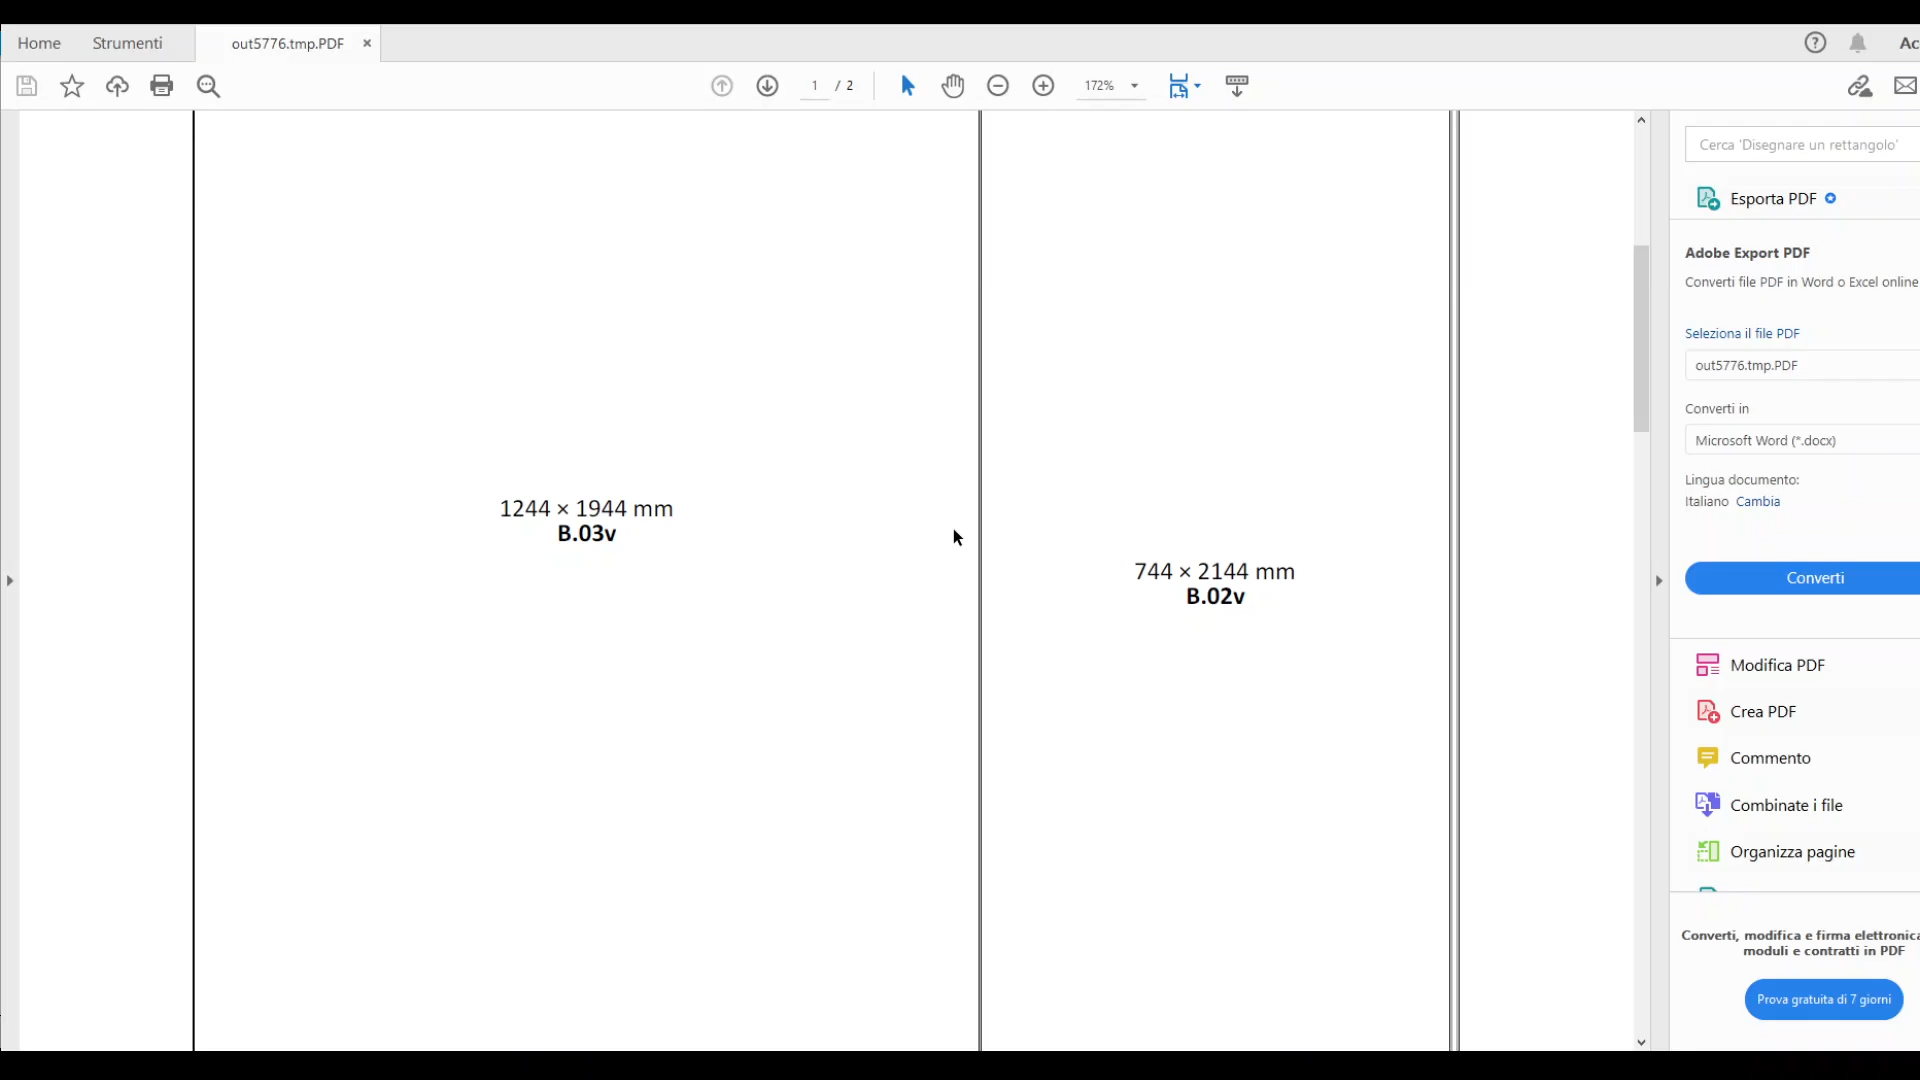 Home
Strumenti
out5776.tmp.PDF
1 / 2
172%
Cerca 'Disegnare un rettangolo'
Esporta PDF
Adobe Export PDF
Converti file PDF in Word o Excel online
Seleziona il file PDF
out5776.tmp.PDF
Converti in
Microsoft Word (*.docx)
Lingua documento:
Italiano Cambia
Converti
Modifica PDF
Crea PDF
Commento
Combinate i file
Organizza pagine
Converti, modifica e firma elettronica
moduli e contratti in PDF
Prova gratuita di 7 giorni
1244 × 1944 mm
B.03v
744 × 2144 mm
B.02v